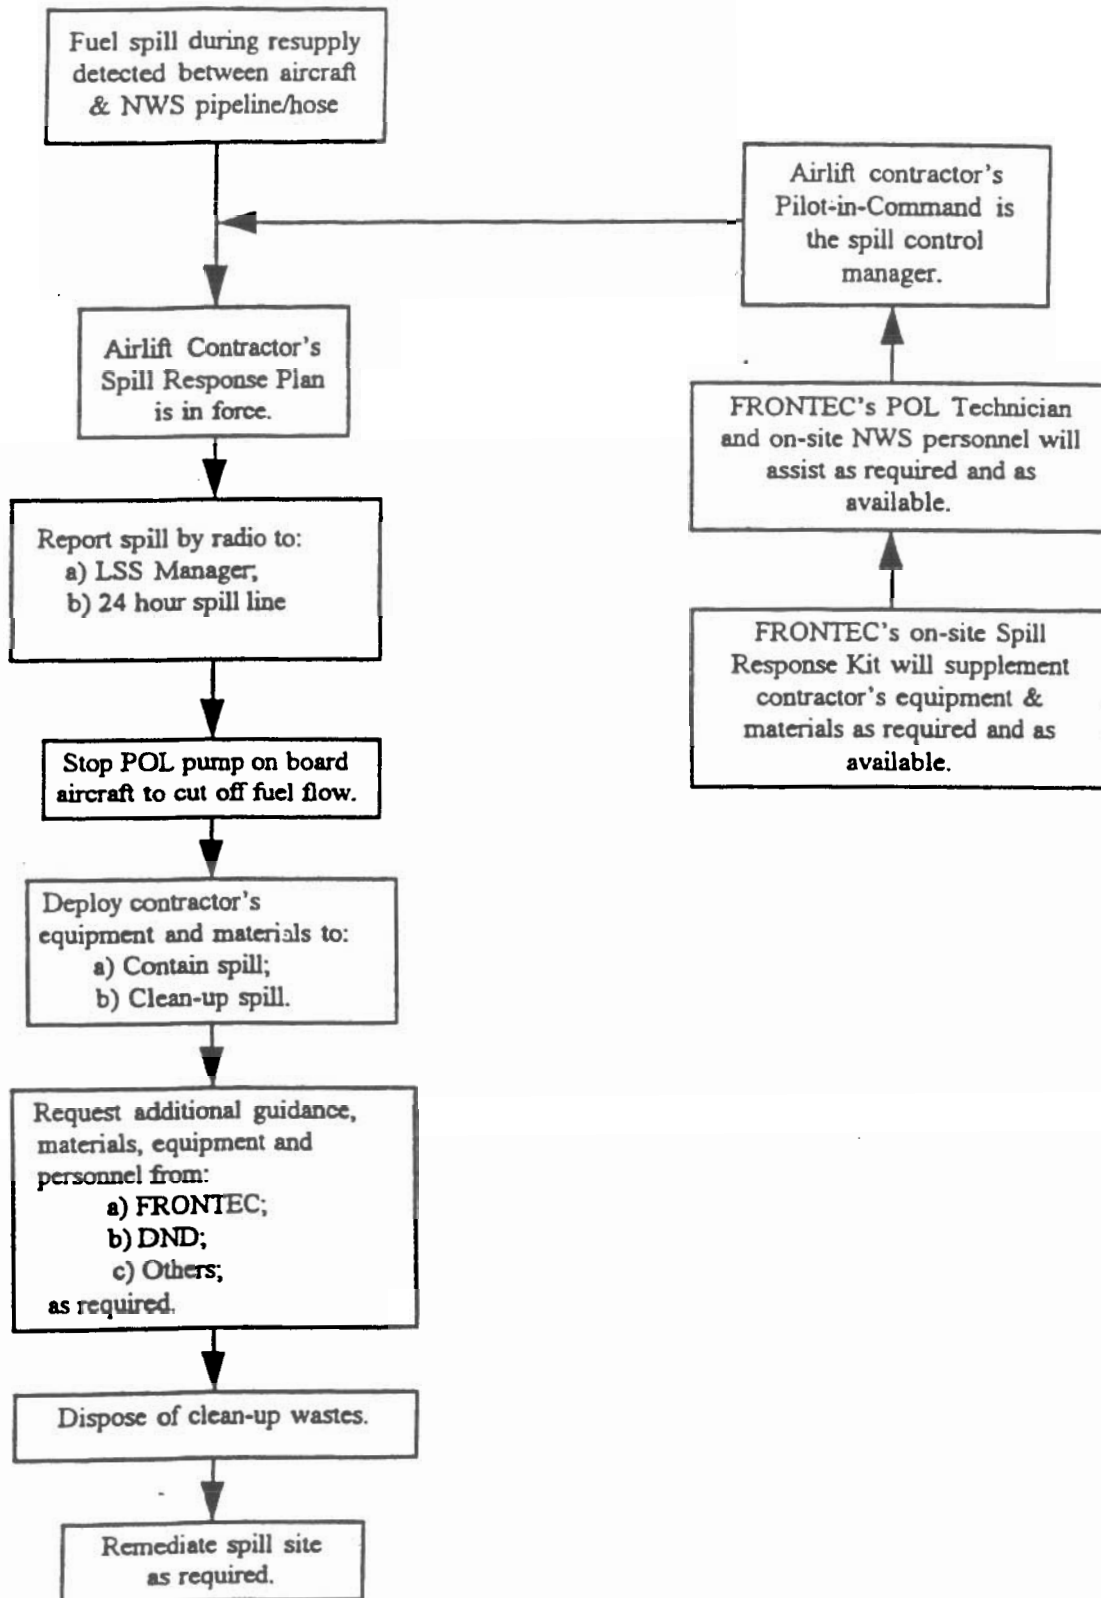 Fuel spill during resupply
detected between aircraft
& NWS pipeline/hose
Airlift contractor's
Pilot-in-Command is
the spill control
manager.
Airlift Contractor's
Spill Response Plan
is in force.
FRONTEC's POL Technician
and on-site NWS personnel will
assist as required and as
available.
Report spill by radio to:
a) LSS Manager;
b) 24 hour spill line
FRONTEC's on-site Spill
Response Kit will supplement
contractor's equipment &
materials as required and as
available.
Stop POL pump on board
aircraft to cut off fuel flow.
Deploy contractor's
equipment and materials to:
a) Contain spill;
b) Clean-up spill.
Request additional guidance,
materials, equipment and
personnel from:
a) FRONTEC;
b) DND;
c) Others;
as required.
Dispose of clean-up wastes.
Remediate spill site
as required.